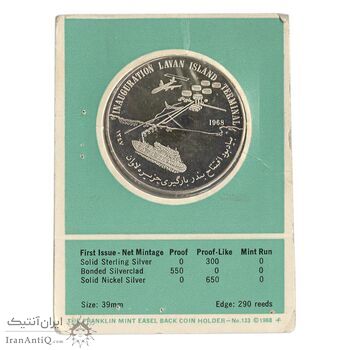 INAUGURATION LAVAN ISLAND TERMINAL
1968
۱۳۴۷
یادبود افتتاح بندر بارگیری جزیره لاوان
First Issue - Net Mintage Proof Proof-Like Mint Run
Solid Sterling Silver 0 300 0
Bonded Silverclad 550 0 0
Solid Nickel Silver 0 650 0
Size: 39mm Edge: 290 reeds
THE FRANKLIN MINT EASEL BACK COIN HOLDER - No. 133 © 1968
ایران آنتیک
IranAntiQ.com